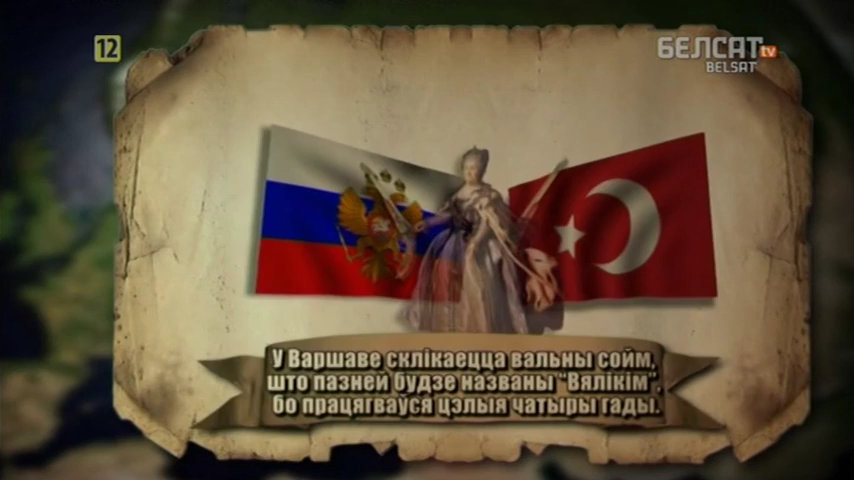 12
БЕЛСАТ tv
BELSAT
У Варшаве склікаецца вальны сойм,
што пазней будзе названы "Вялікім",
бо працягваўся цэлыя чатыры гады.